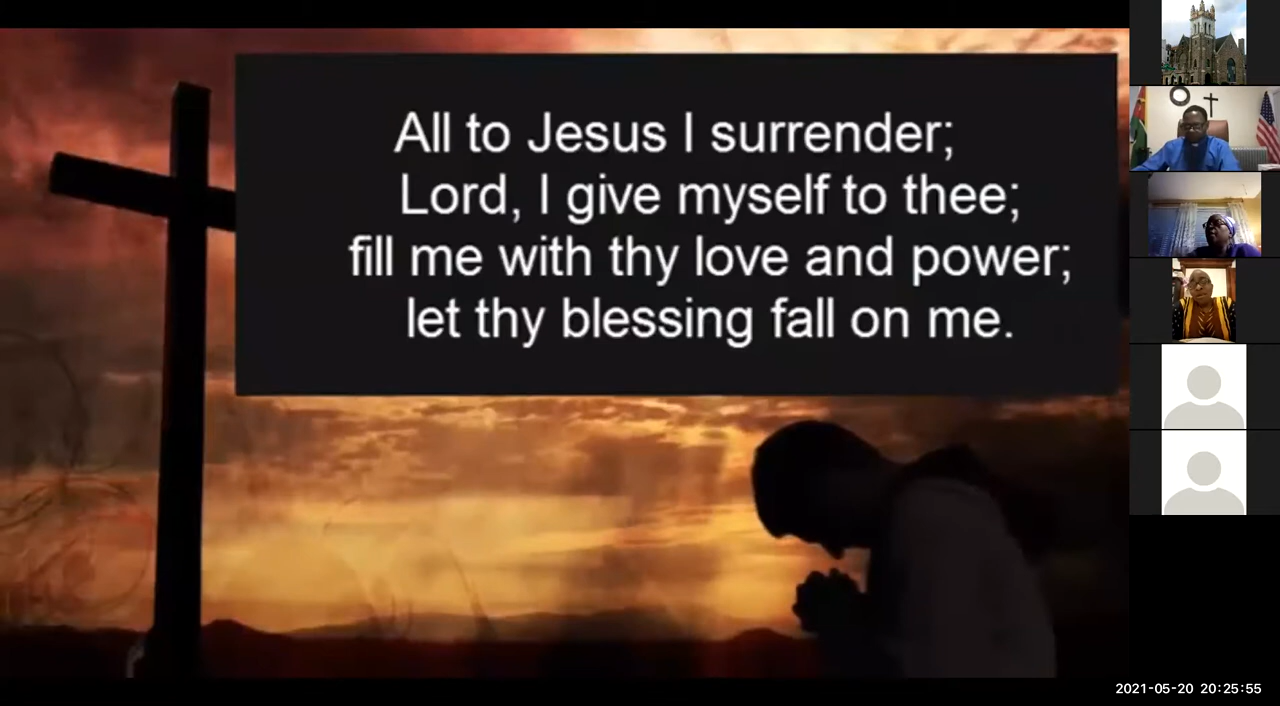 All to Jesus I surrender;
Lord, I give myself to thee;
fill me with thy love and power;
let thy blessing fall on me.
2021-05-20 20:25:55